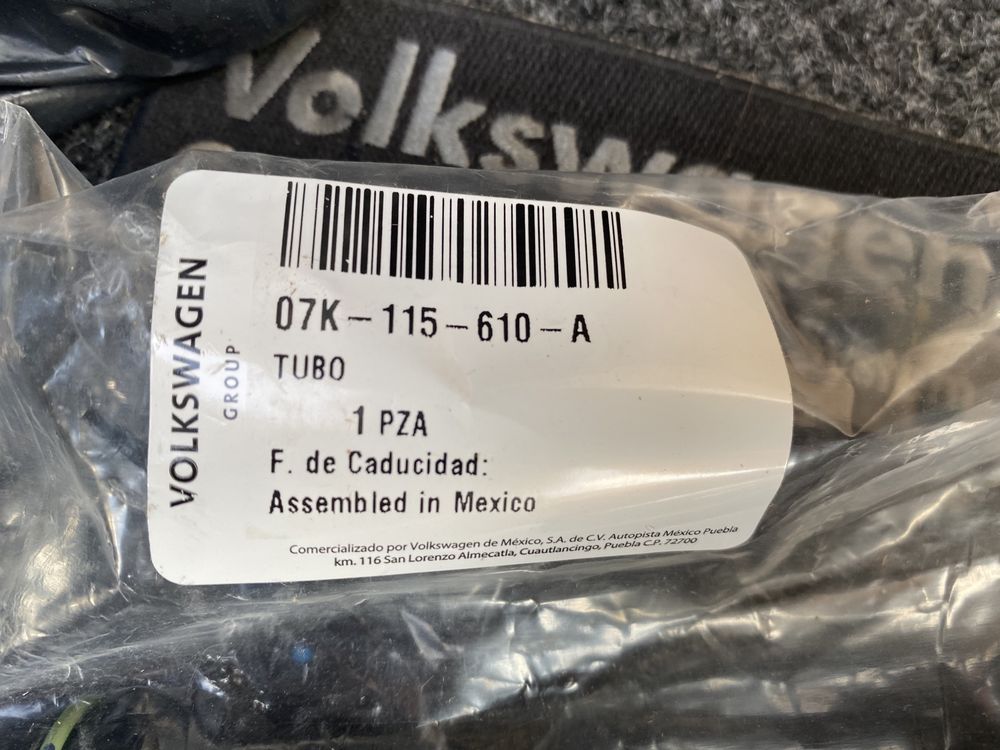 Volkswagen
VOLKSWAGEN
GROUP
07K-115-610-A
TUBO
1 PZA
F. de Caducidad:
Assembled in Mexico
Comercializado por Volkswagen de México, S.A. de C.V. Autopista México Puebla
km. 116 San Lorenzo Almecatla, Cuautlancingo, Puebla C.P. 72700